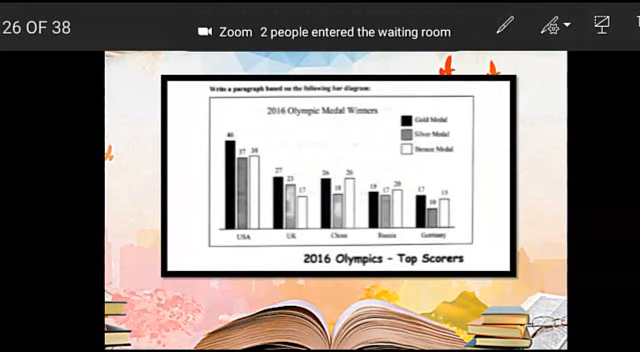 26 OF 38
Zoom 2 people entered the waiting room
Write a paragraph based on the following bar diagram:
2016 Olympic Medal Winners
Gold Medal
Silver Medal
Bronze Medal
46 37 38
27 23 17
26 18 26
19 17 20
17 10 15
USA UK China Russia Germany
2016 Olympics - Top Scorers